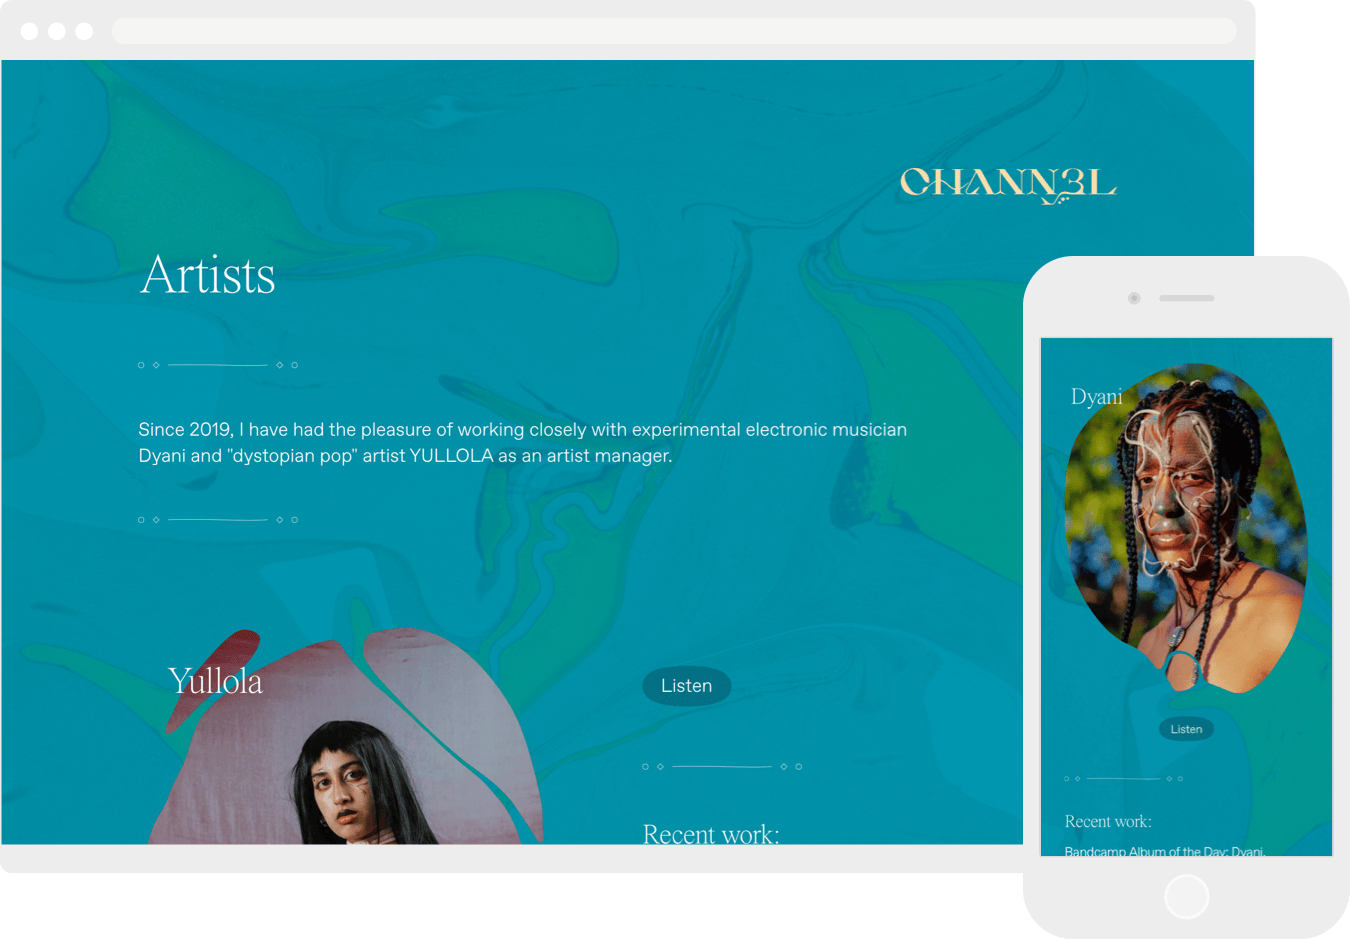 CHANN3L
Artists
Since 2019, I have had the pleasure of working closely with experimental electronic musician
Dyani and "dystopian pop" artist YULLOLA as an artist manager.
Yullola
Listen
Recent work:
Dyani
Listen
Recent work:
Bandcamp Album of the Day: Dyani,